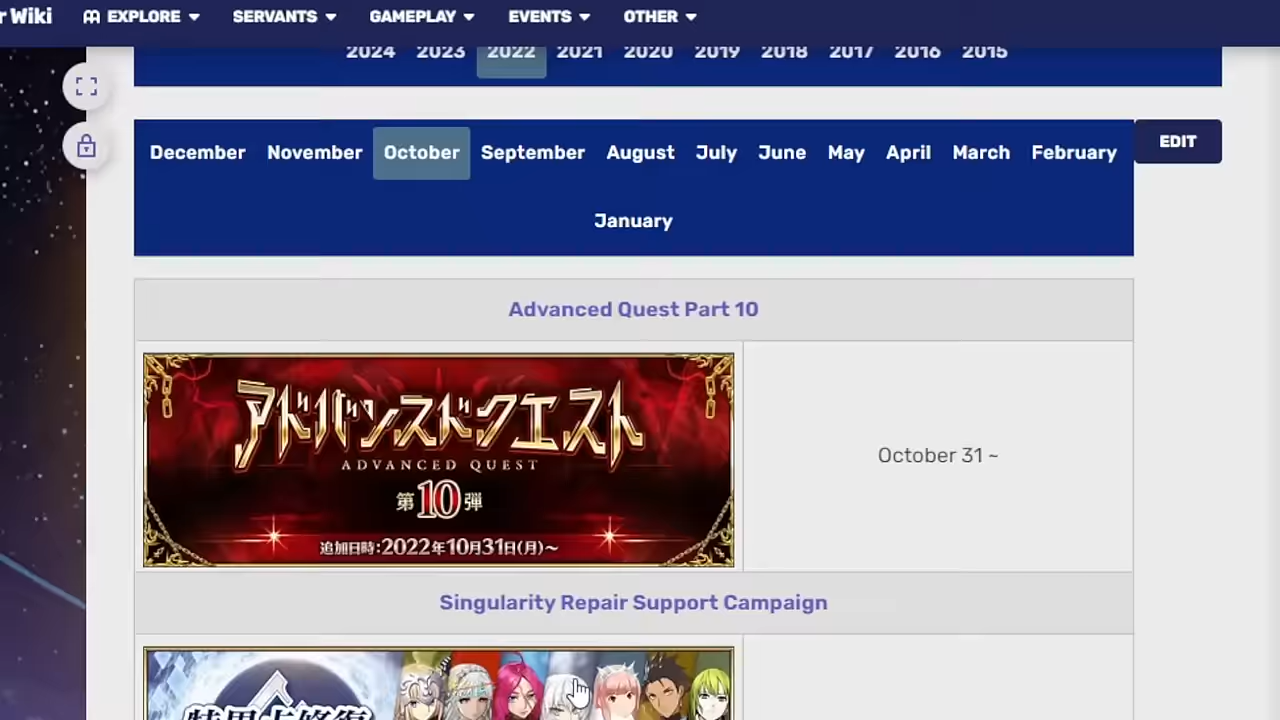 r Wiki EXPLORE SERVANTS GAMEPLAY EVENTS OTHER
2024 2023 2022 2021 2020 2019 2018 2017 2016 2015
December November October September August July June May April March February
January
EDIT
Advanced Quest Part 10
アドバンスドクエスト
ADVANCED QUEST
第10弾
追加日時:2022年10月31日(月)~
October 31 ~
Singularity Repair Support Campaign